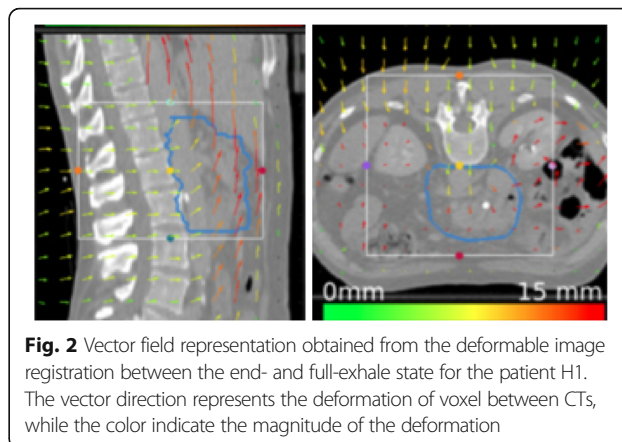 0mm 15 mm
Fig. 2 Vector field representation obtained from the deformable image
registration between the end- and full-exhale state for the patient H1.
The vector direction represents the deformation of voxel between CTs,
while the color indicate the magnitude of the deformation